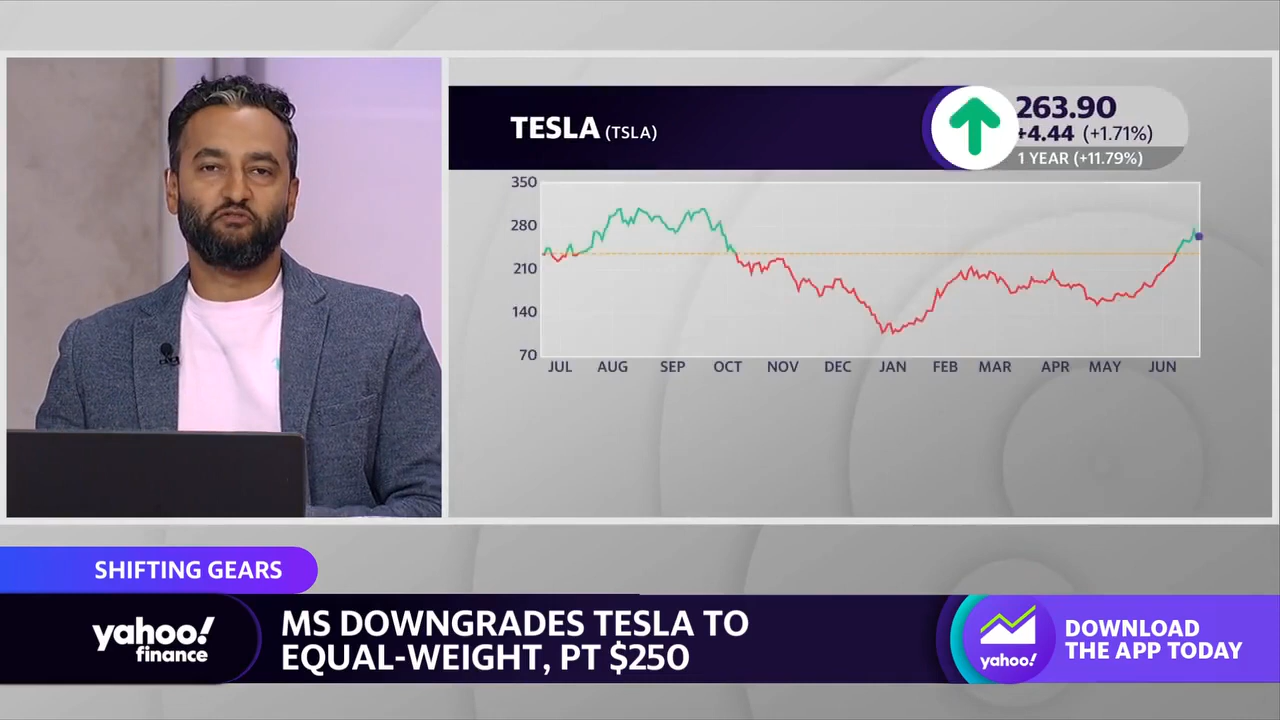 TESLA (TSLA)
263.90
+4.44 (+1.71%)
1 YEAR (+11.79%)
350
280
210
140
70
JUL AUG SEP OCT NOV DEC JAN FEB MAR APR MAY JUN
SHIFTING GEARS
yahoo!
finance
MS DOWNGRADES TESLA TO
EQUAL-WEIGHT, PT $250
yahoo!
DOWNLOAD
THE APP TODAY